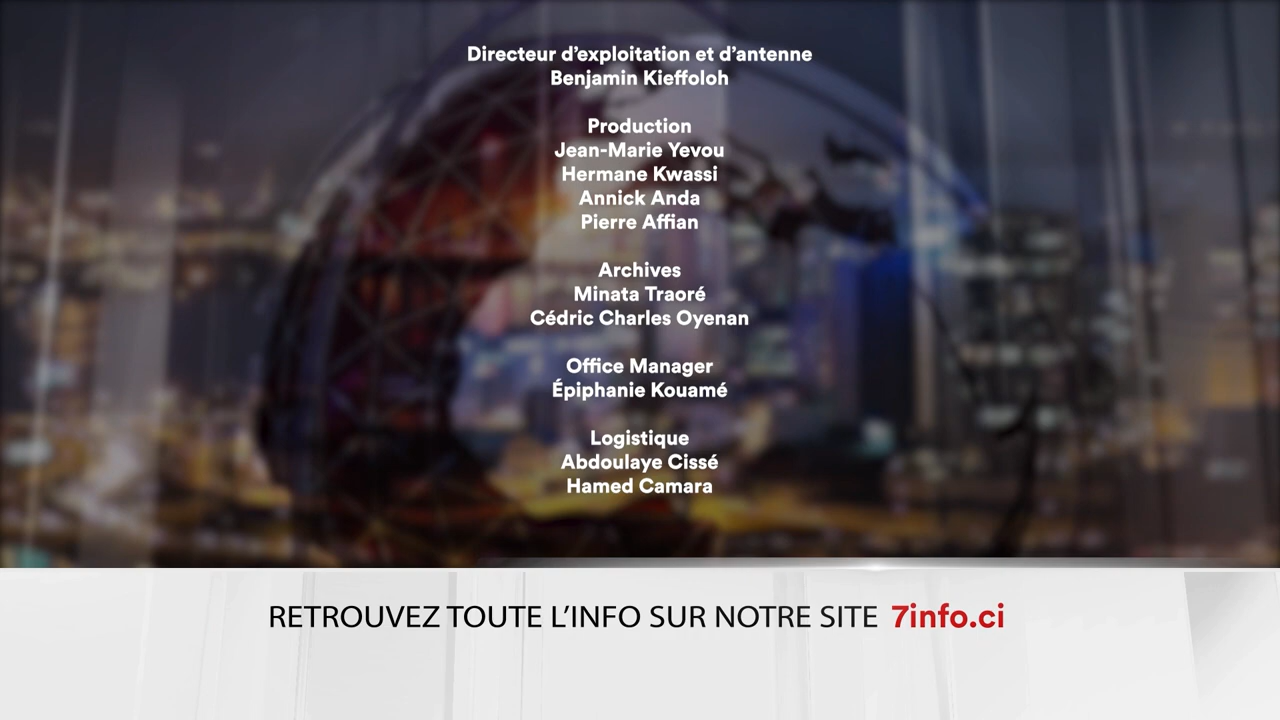 Directeur d’exploitation et d’antenne
Benjamin Kieffoloh
Production
Jean-Marie Yevou
Hermane Kwassi
Annick Anda
Pierre Affian
Archives
Minata Traoré
Cédric Charles Oyenan
Office Manager
Épiphanie Kouamé
Logistique
Abdoulaye Cissé
Hamed Camara
RETROUVEZ TOUTE L’INFO SUR NOTRE SITE 7info.ci